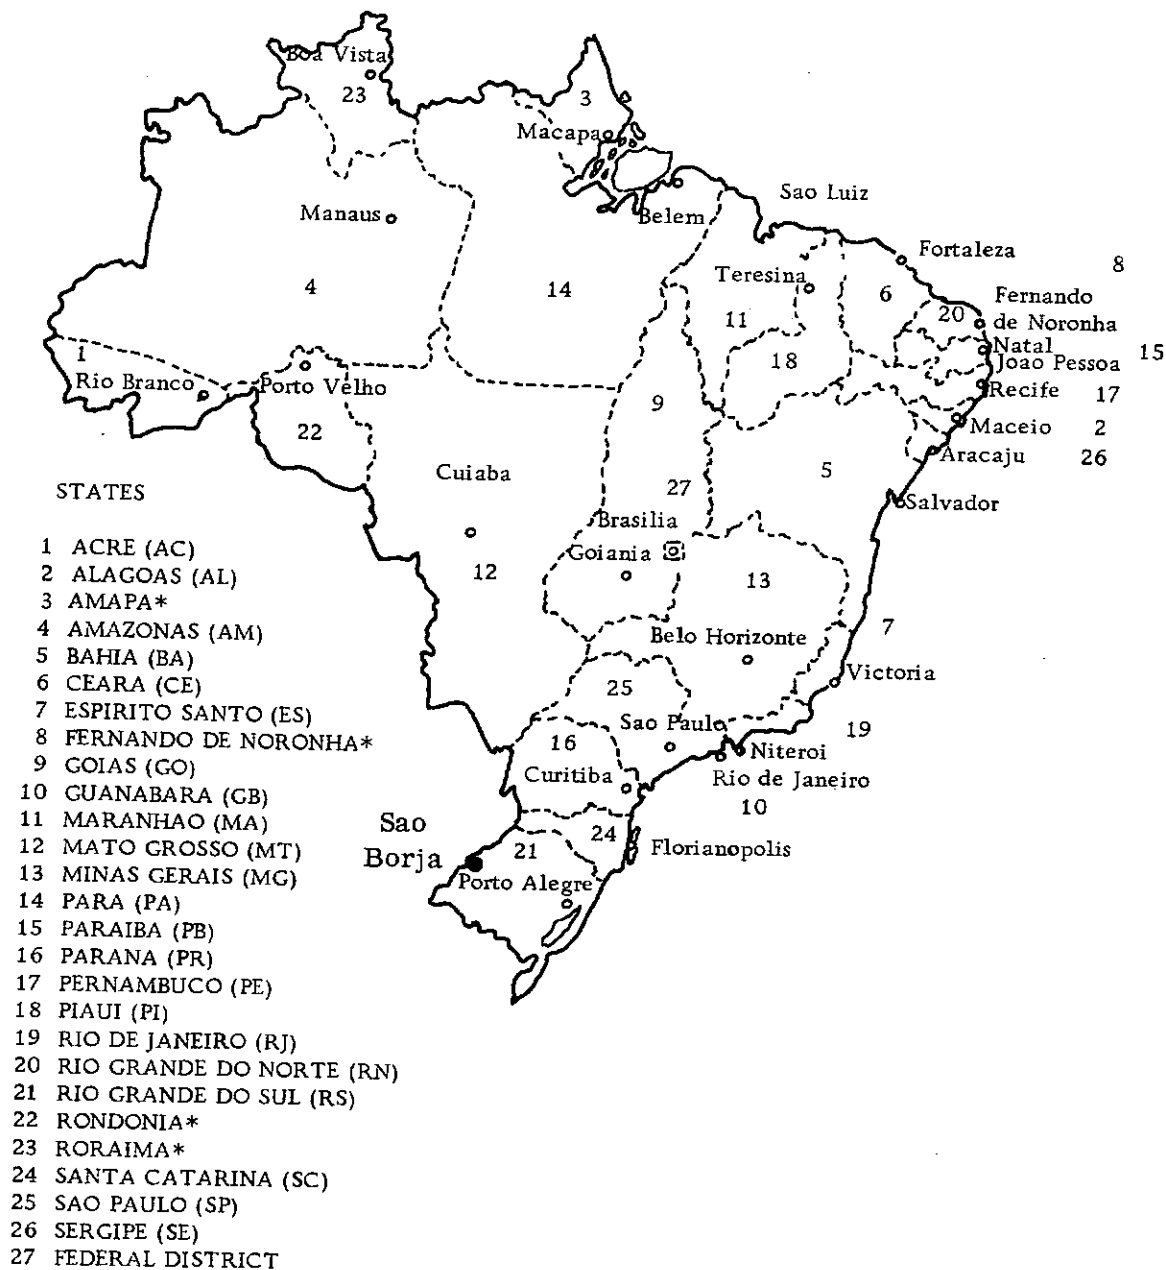 Boa Vista
23
3
Macapa
Sao Luiz
Manaus
Belem
Fortaleza
8
Teresina
4
14
6
Fernando
de Noronha
20
11
Natal
15
1
18
Joao Pessoa
Rio Branco
Porto Velho
Recife 17
9
22
Maceio 2
Aracaju 26
Cuiaba
5
27
Salvador
Brasilia
Goiania
12
13
7
Belo Horizonte
Victoria
25
Sao Paulo
19
16
Niteroi
Curitiba
Rio de Janeiro
10
Sao
Borja
24
21
Florianopolis
Porto Alegre
STATES
1 ACRE (AC)
2 ALAGOAS (AL)
3 AMAPA*
4 AMAZONAS (AM)
5 BAHIA (BA)
6 CEARA (CE)
7 ESPIRITO SANTO (ES)
8 FERNANDO DE NORONHA*
9 GOIAS (GO)
10 GUANABARA (GB)
11 MARANHAO (MA)
12 MATO GROSSO (MT)
13 MINAS GERAIS (MG)
14 PARA (PA)
15 PARAIBA (PB)
16 PARANA (PR)
17 PERNAMBUCO (PE)
18 PIAUI (PI)
19 RIO DE JANEIRO (RJ)
20 RIO GRANDE DO NORTE (RN)
21 RIO GRANDE DO SUL (RS)
22 RONDONIA*
23 RORAIMA*
24 SANTA CATARINA (SC)
25 SAO PAULO (SP)
26 SERGIPE (SE)
27 FEDERAL DISTRICT